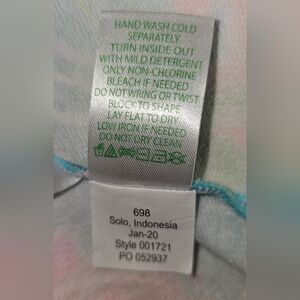 HAND WASH COLD
SEPARATELY
TURN INSIDE OUT
WITH MILD DETERGENT
ONLY NON-CHLORINE
BLEACH IF NEEDED
DO NOT WRING OR TWIST
BLOCK TO SHAPE
LAY FLAT TO DRY
LOW IRON IF NEEDED
DO NOT DRY CLEAN
698
Solo, Indonesia
Jan-20
Style 001721
PO 052937